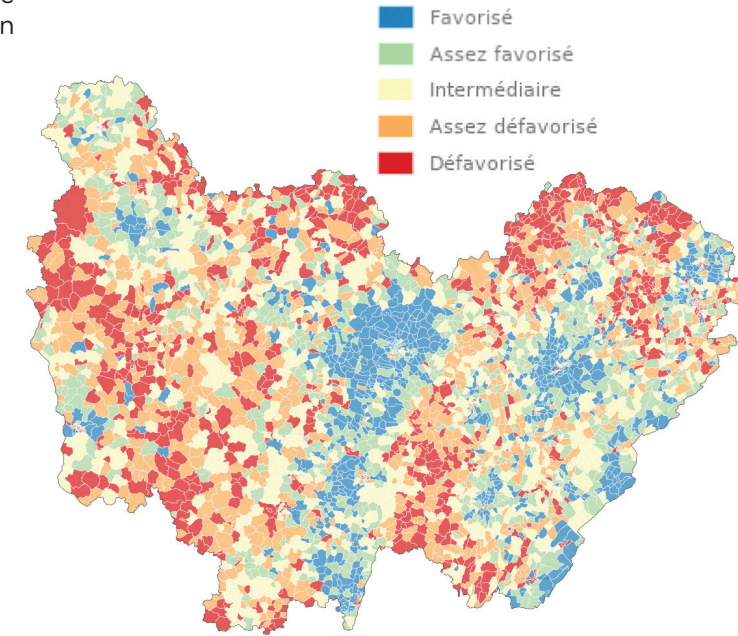 n
Favorisé
Assez favorisé
Intermédiaire
Assez défavorisé
Défavorisé